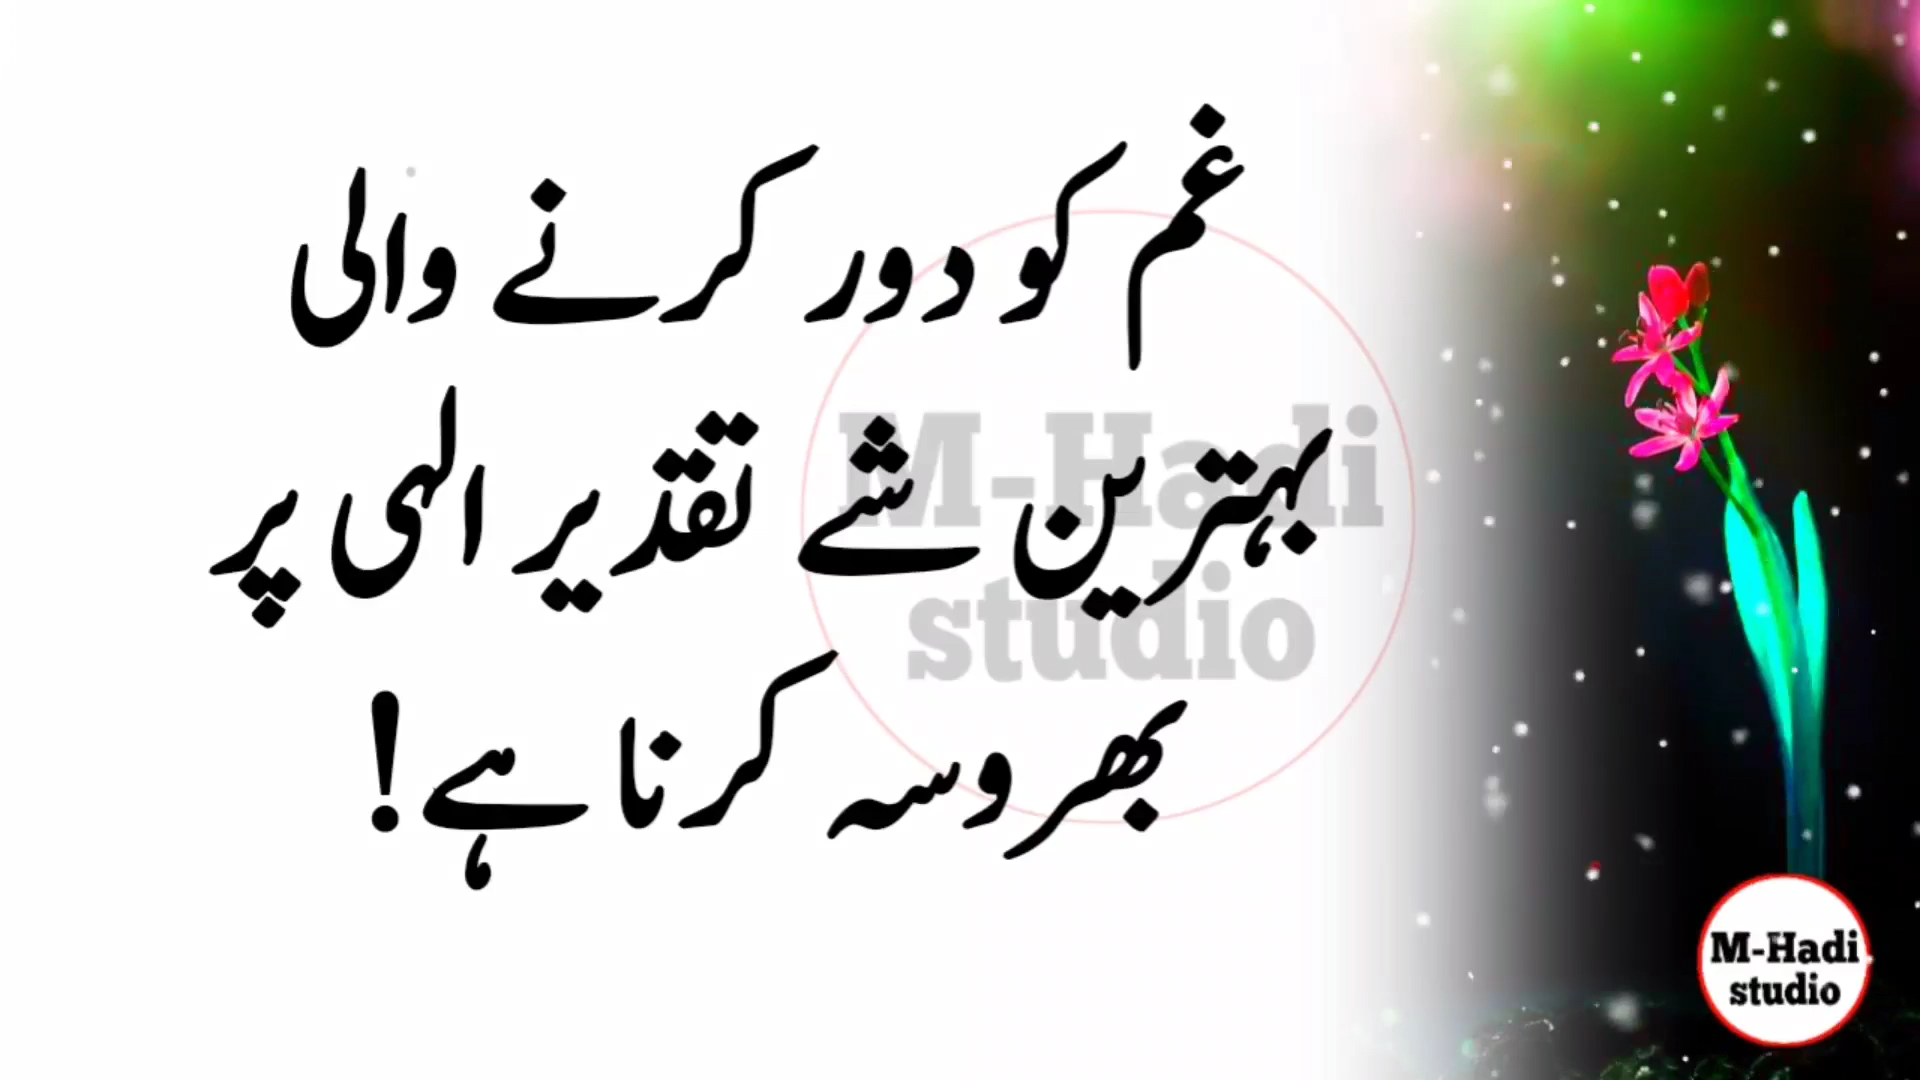 غم کو دور کرنے والی
بہترین شے تقدیر الہی پر
بھروسہ کرنا ہے!
M-Hadi
studio
M-Hadi
studio